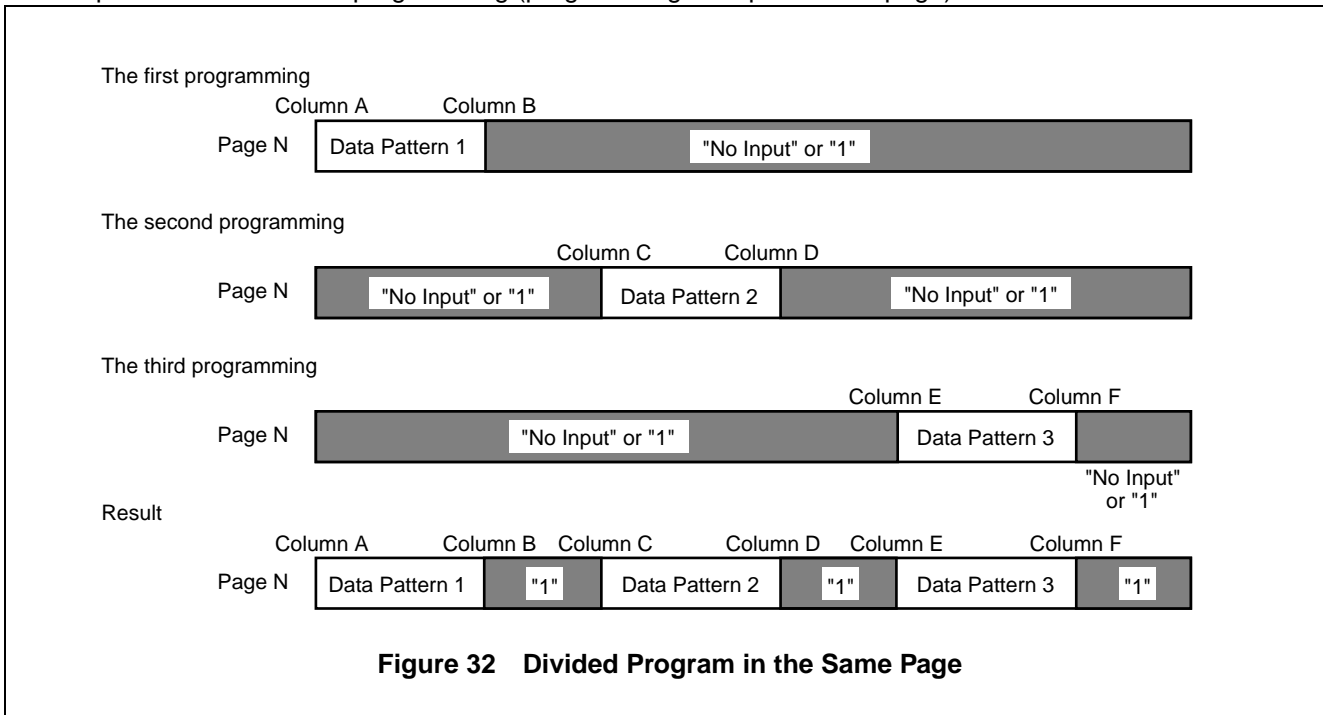 The first programming
Column A Column B
Page N Data Pattern 1 "No Input" or "1"
The second programming
Column C Column D
Page N "No Input" or "1" Data Pattern 2 "No Input" or "1"
The third programming
Column E Column F
Page N "No Input" or "1" Data Pattern 3
"No Input"
or "1"
Result
Column A Column B Column C Column D Column E Column F
Page N Data Pattern 1 "1" Data Pattern 2 "1" Data Pattern 3 "1"
Figure 32 Divided Program in the Same Page